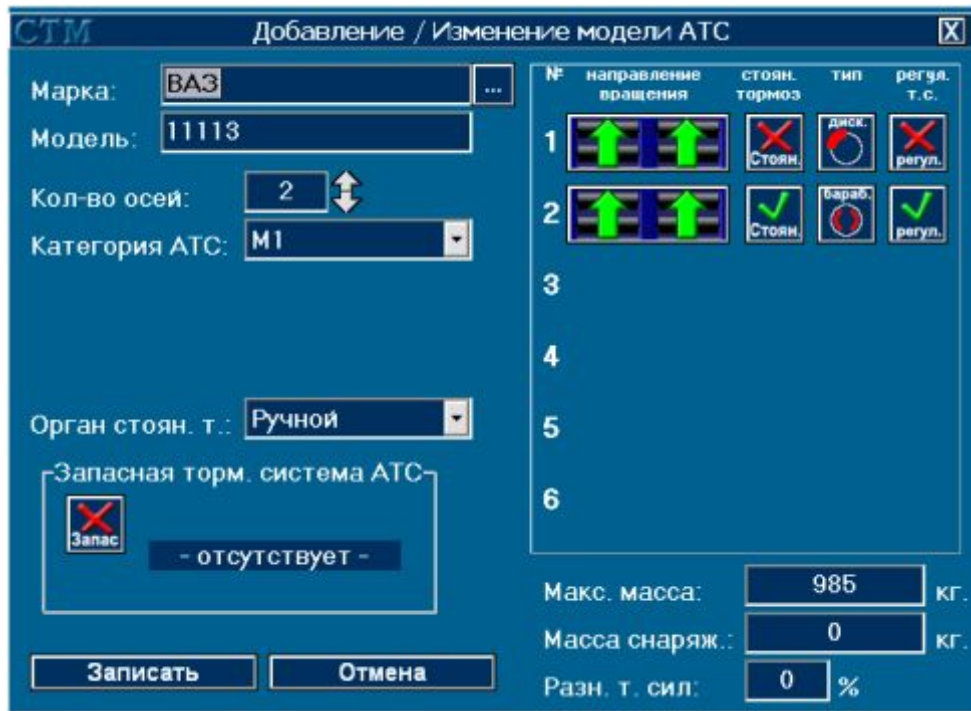 СТМ Добавление / Изменение модели АТС X
Марка: ВАЗ ...
Модель: 11113
Кол-во осей: 2
Категория АТС: М1
Орган стоян. т.: Ручной
Запасная торм. система АТС
Запас
- отсутствует -
Записать Отмена
№ направление вращения стоян. тормоз тип регул. т.с.
1 Стоян. диск. регул.
2 Стоян. бараб. регул.
3
4
5
6
Макс. масса: 985 кг.
Масса снаряж.: 0 кг.
Разн. т. сил: 0 %